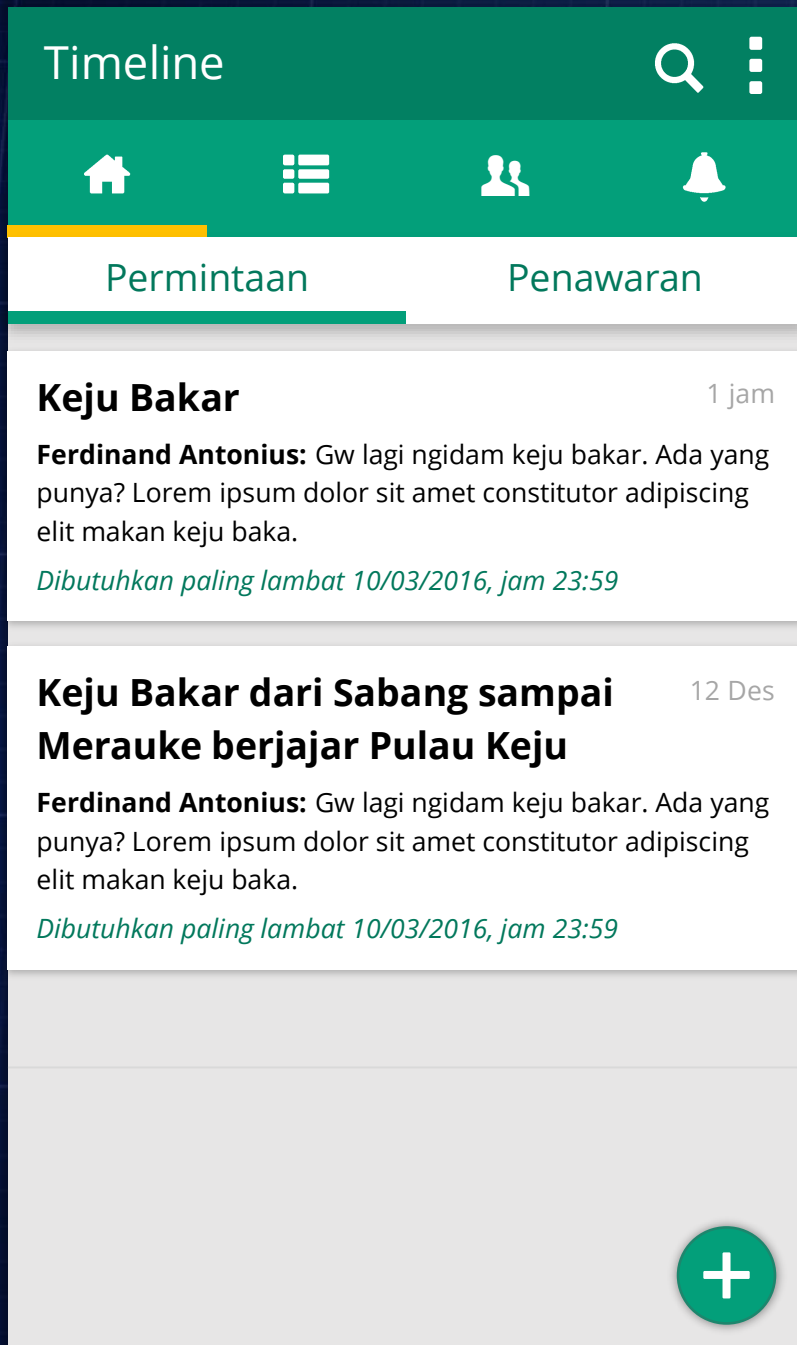 Timeline
Permintaan Penawaran
Keju Bakar 1 jam
Ferdinand Antonius: Gw lagi ngidam keju bakar. Ada yang
punya? Lorem ipsum dolor sit amet constitutor adipiscing
elit makan keju baka.
Dibutuhkan paling lambat 10/03/2016, jam 23:59
Keju Bakar dari Sabang sampai 12 Des
Merauke berjajar Pulau Keju
Ferdinand Antonius: Gw lagi ngidam keju bakar. Ada yang
punya? Lorem ipsum dolor sit amet constitutor adipiscing
elit makan keju baka.
Dibutuhkan paling lambat 10/03/2016, jam 23:59